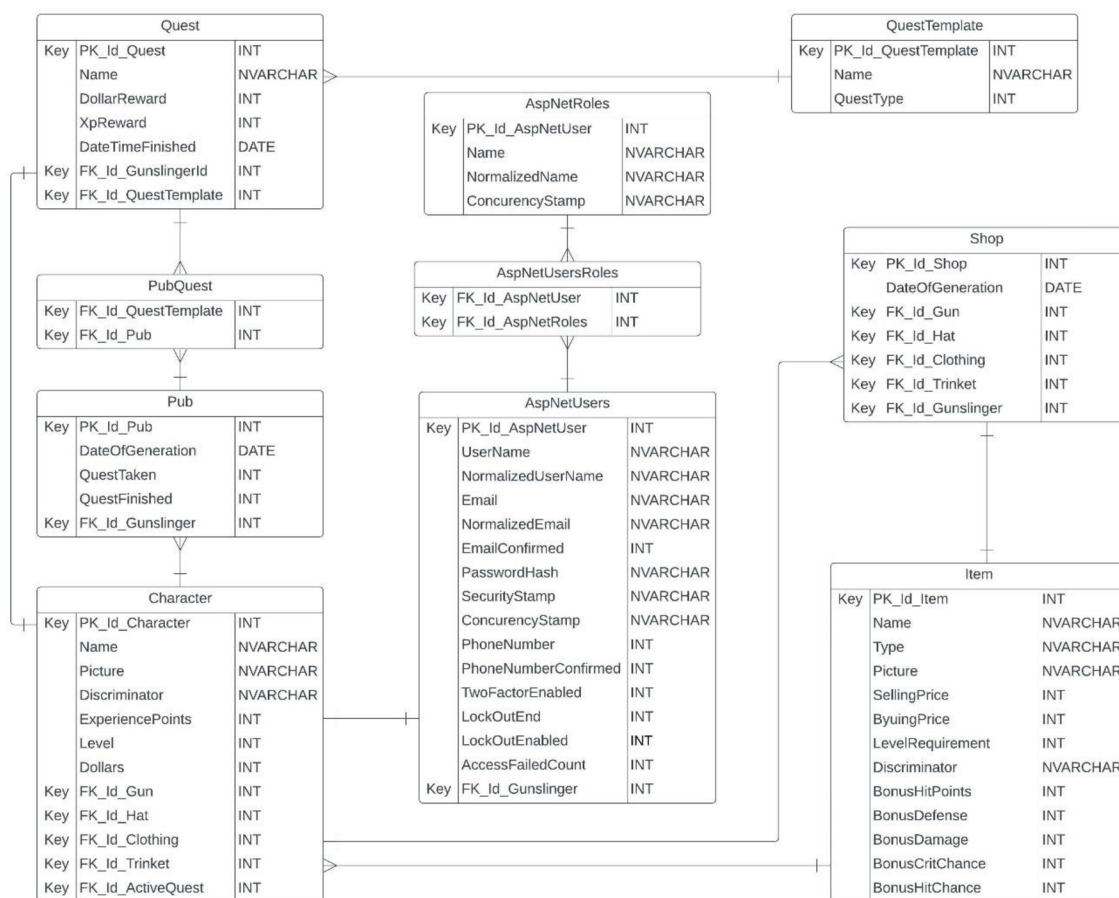 Quest
Key PK_Id_Quest INT
Name NVARCHAR
DollarReward INT
XpReward INT
DateTimeFinished DATE
Key FK_Id_GunslingerId INT
Key FK_Id_QuestTemplate INT
QuestTemplate
Key PK_Id_QuestTemplate INT
Name NVARCHAR
QuestType INT
AspNetRoles
Key PK_Id_AspNetUser INT
Name NVARCHAR
NormalizedName NVARCHAR
ConcurencyStamp NVARCHAR
PubQuest
Key FK_Id_QuestTemplate INT
Key FK_Id_Pub INT
AspNetUsersRoles
Key FK_Id_AspNetUser INT
Key FK_Id_AspNetRoles INT
Shop
Key PK_Id_Shop INT
DateOfGeneration DATE
Key FK_Id_Gun INT
Key FK_Id_Hat INT
Key FK_Id_Clothing INT
Key FK_Id_Trinket INT
Key FK_Id_Gunslinger INT
Pub
Key PK_Id_Pub INT
DateOfGeneration DATE
QuestTaken INT
QuestFinished INT
Key FK_Id_Gunslinger INT
AspNetUsers
Key PK_Id_AspNetUser INT
UserName NVARCHAR
NormalizedUserName NVARCHAR
Email NVARCHAR
NormalizedEmail NVARCHAR
EmailConfirmed INT
PasswordHash NVARCHAR
SecurityStamp NVARCHAR
ConcurencyStamp NVARCHAR
PhoneNumber INT
PhoneNumberConfirmed INT
TwoFactorEnabled INT
LockOutEnd INT
LockOutEnabled INT
AccessFailedCount INT
Key FK_Id_Gunslinger INT
Character
Key PK_Id_Character INT
Name NVARCHAR
Picture NVARCHAR
Discriminator NVARCHAR
ExperiencePoints INT
Level INT
Dollars INT
Key FK_Id_Gun INT
Key FK_Id_Hat INT
Key FK_Id_Clothing INT
Key FK_Id_Trinket INT
Key FK_Id_ActiveQuest INT
Item
Key PK_Id_Item INT
Name NVARCHAR
Type NVARCHAR
Picture NVARCHAR
SellingPrice INT
ByuingPrice INT
LevelRequirement INT
Discriminator NVARCHAR
BonusHitPoints INT
BonusDefense INT
BonusDamage INT
BonusCritChance INT
BonusHitChance INT